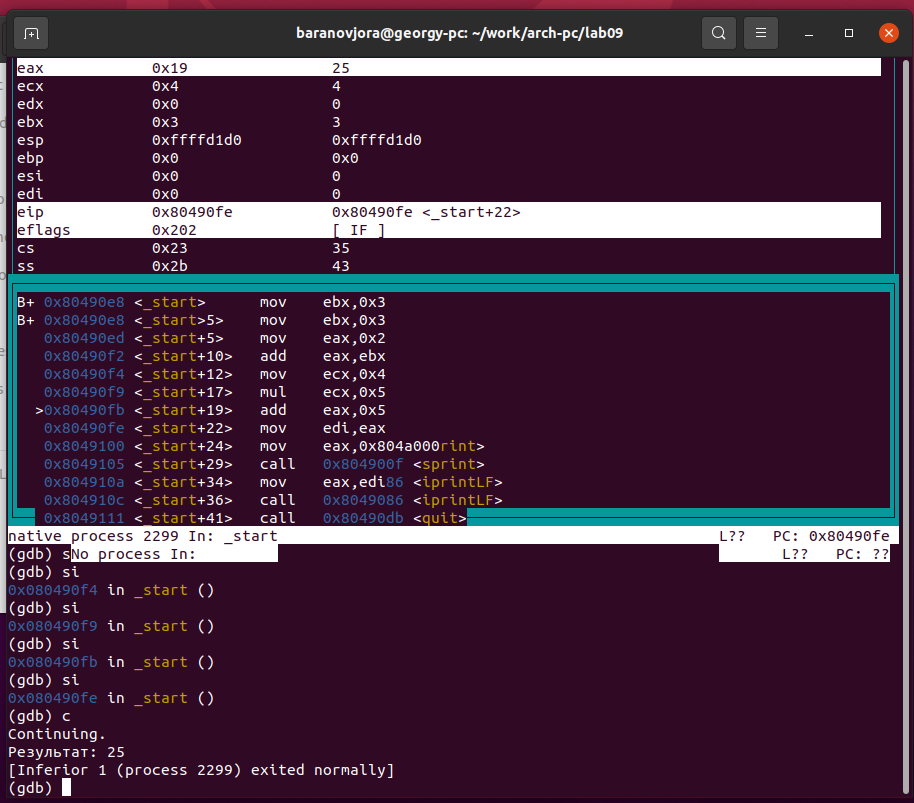 baranovjora@georgy-pc: ~/work/arch-pc/lab09
eax 0x19 25
ecx 0x4 4
edx 0x0 0
ebx 0x3 3
esp 0xffffd1d0 0xffffd1d0
ebp 0x0 0x0
esi 0x0 0
edi 0x0 0
eip 0x80490fe 0x80490fe <_start+22>
eflags 0x202 [ IF ]
cs 0x23 35
ss 0x2b 43
B+ 0x80490e8 <_start> mov ebx,0x3
B+ 0x80490e8 <_start>5> mov ebx,0x3
0x80490ed <_start+5> mov eax,0x2
0x80490f2 <_start+10> add eax,ebx
0x80490f4 <_start+12> mov ecx,0x4
0x80490f9 <_start+17> mul ecx,0x5
>0x80490fb <_start+19> add eax,0x5
0x80490fe <_start+22> mov edi,eax
0x8049100 <_start+24> mov eax,0x804a000rint>
0x8049105 <_start+29> call 0x804900f <sprint>
0x804910a <_start+34> mov eax,edi86 <iprintLF>
0x804910c <_start+36> call 0x8049086 <iprintLF>
0x8049111 <_start+41> call 0x80490db <quit>
native process 2299 In: _start L?? PC: 0x80490fe
(gdb) sNo process In: L?? PC: ??
(gdb) si
0x080490f4 in _start ()
(gdb) si
0x080490f9 in _start ()
(gdb) si
0x080490fb in _start ()
(gdb) si
0x080490fe in _start ()
(gdb) c
Continuing.
Результат: 25
[Inferior 1 (process 2299) exited normally]
(gdb)